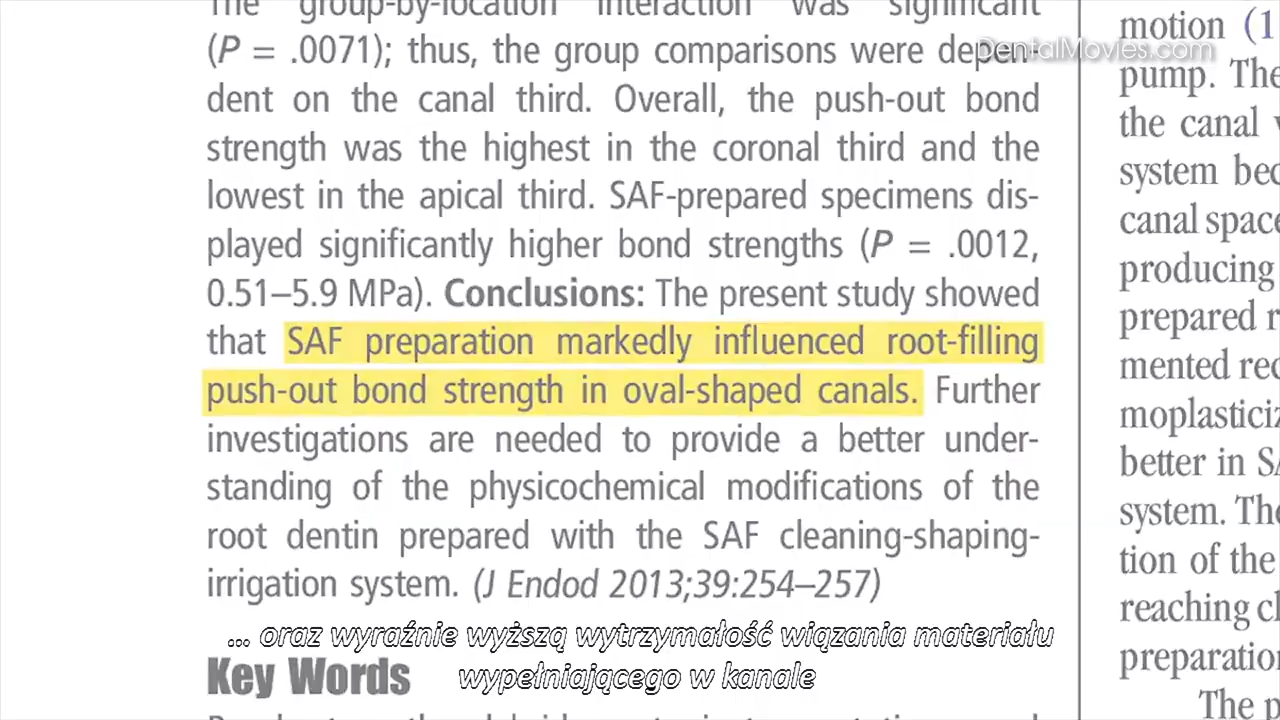 The group-by-location interaction was significant
(P = .0071); thus, the group comparisons were depen-
dent on the canal third. Overall, the push-out bond
strength was the highest in the coronal third and the
lowest in the apical third. SAF-prepared specimens dis-
played significantly higher bond strengths (P = .0012,
0.51–5.9 MPa). Conclusions: The present study showed
that SAF preparation markedly influenced root-filling
push-out bond strength in oval-shaped canals. Further
investigations are needed to provide a better under-
standing of the physicochemical modifications of the
root dentin prepared with the SAF cleaning-shaping-
irrigation system. (J Endod 2013;39:254–257)
Key Words
motion (1
pump. The
the canal
system bec
canal space
producing
prepared r
mented rec
moplasticiz
better in SA
system. The
tion of the
reaching cl
preparation
The p
DentalMovies.com
... oraz wyraźnie wyższą wytrzymałość wiązania materiału
wypełniającego w kanale